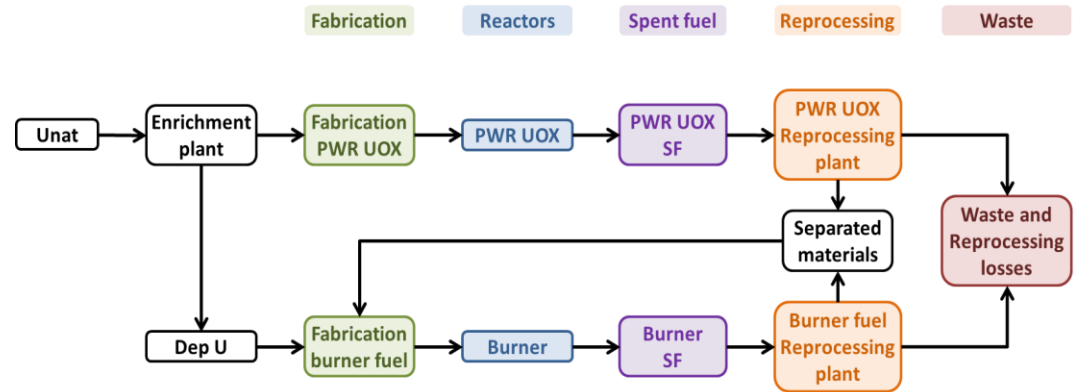 Fabrication
Reactors
Spent fuel
Reprocessing
Waste
Unat
Enrichment
plant
Fabrication
PWR UOX
PWR UOX
PWR UOX
SF
PWR UOX
Reprocessing
plant
Separated
materials
Waste and
Reprocessing
losses
Dep U
Fabrication
burner fuel
Burner
Burner
SF
Burner fuel
Reprocessing
plant